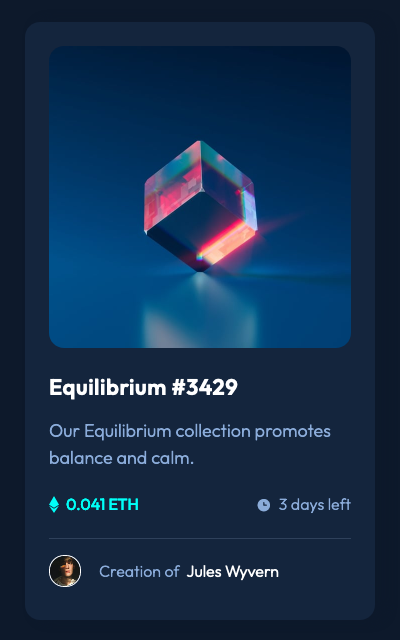 Equilibrium #3429
Our Equilibrium collection promotes
balance and calm.
0.041 ETH 3 days left
Creation of Jules Wyvern